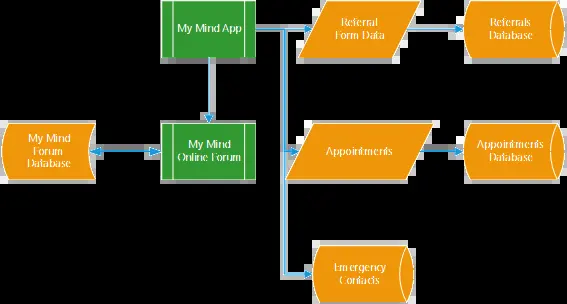 My Mind App
Referral
Form Data
Referrals
Database
My Mind
Forum
Database
My Mind
Online Forum
Appointments
Appointments
Database
Emergency
Contacts